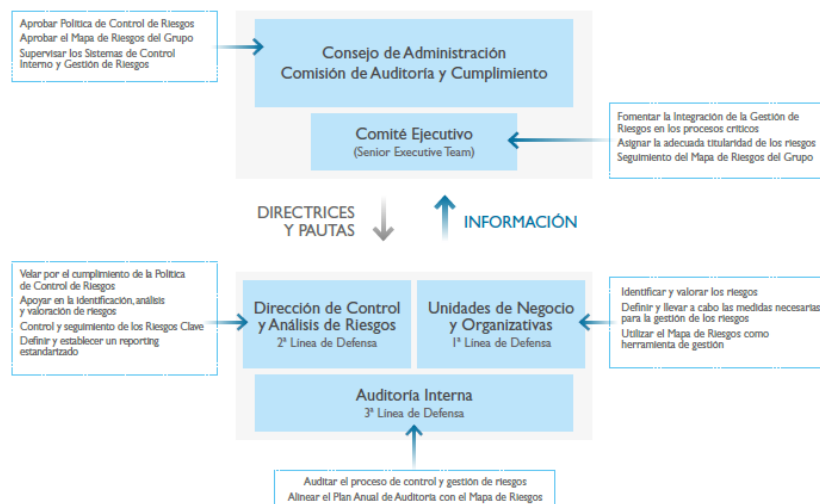 Aprobar Política de Control de Riesgos
Aprobar el Mapa de Riesgos del Grupo
Supervisar los Sistemas de Control
Interno y Gestión de Riesgos
Consejo de Administración
Comisión de Auditoría y Cumplimiento
Comité Ejecutivo
(Senior Executive Team)
Fomentar la Integración de la Gestión de
Riesgos en los procesos críticos
Asignar la adecuada titularidad de los riesgos
Seguimiento del Mapa de Riesgos del Grupo
DIRECTRICES
Y PAUTAS
INFORMACIÓN
Velar por el cumplimiento de la Política
de Control de Riesgos
Apoyar en la identificación, análisis
y valoración de riesgos
Control y seguimiento de los Riesgos Clave
Definir y establecer un reporting
estandarizado
Dirección de Control
y Análisis de Riesgos
2ª Línea de Defensa
Unidades de Negocio
y Organizativas
1ª Línea de Defensa
Identificar y valorar los riesgos
Definir y llevar a cabo las medidas necesarias
para la gestión de los riesgos
Utilizar el Mapa de Riesgos como
herramienta de gestión
Auditoría Interna
3ª Línea de Defensa
Auditar el proceso de control y gestión de riesgos
Alinear el Plan Anual de Auditoría con el Mapa de Riesgos